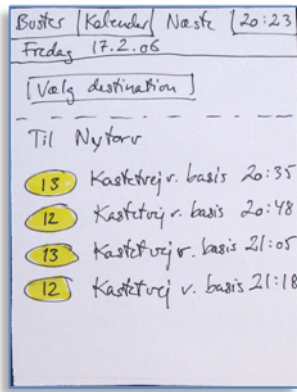 Buster Kalender Næste 20:23
Fredag 17.2.06
[Vælg destination]
Til Nytorv
13 Kastetvej v. basis 20:35
12 Kastetvej v. basis 20:48
13 Kastetvej v. basis 21:05
12 Kastetvej v. basis 21:18